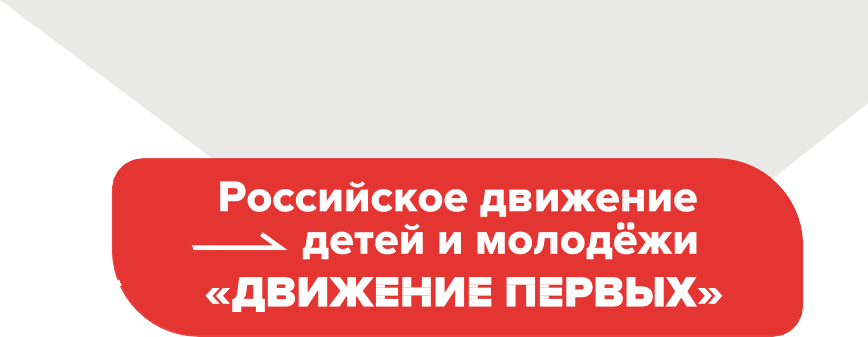 Российское движение
детей и молодёжи
«ДВИЖЕНИЕ ПЕРВЫХ»